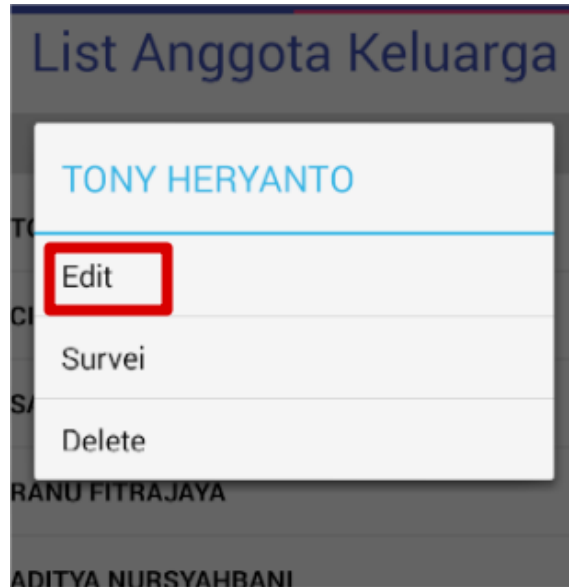 List Anggota Keluarga
TONY HERYANTO
Edit
Survei
Delete
RANU FITRAJAYA
ADITYA NURSYAHBANI